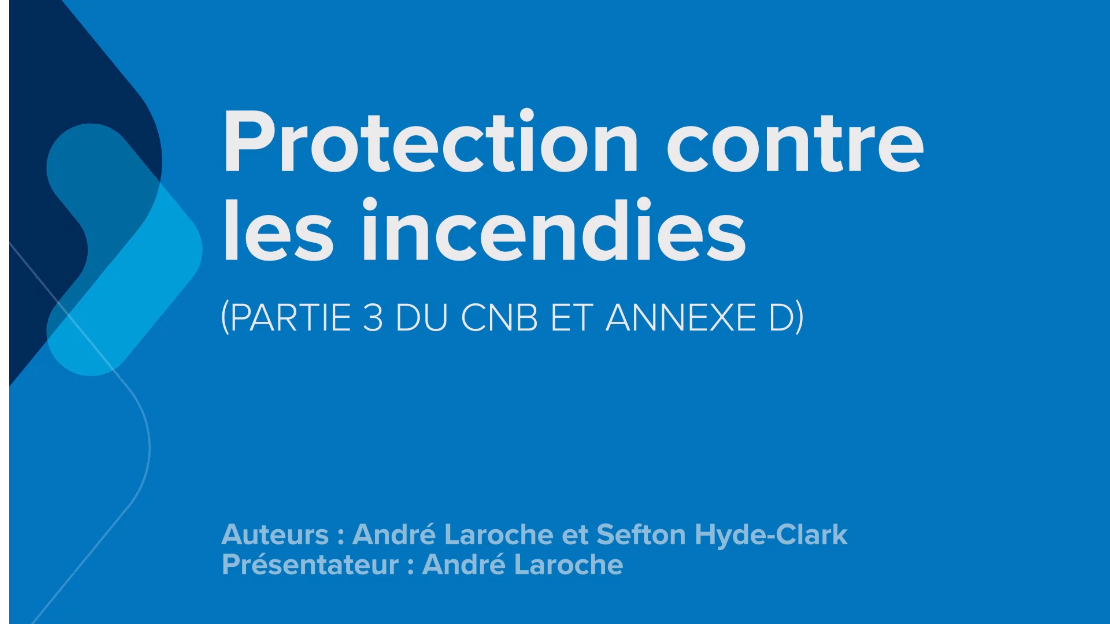 Protection contre
les incendies
(PARTIE 3 DU CNB ET ANNEXE D)
Auteurs : André Laroche et Sefton Hyde-Clark
Présentateur : André Laroche